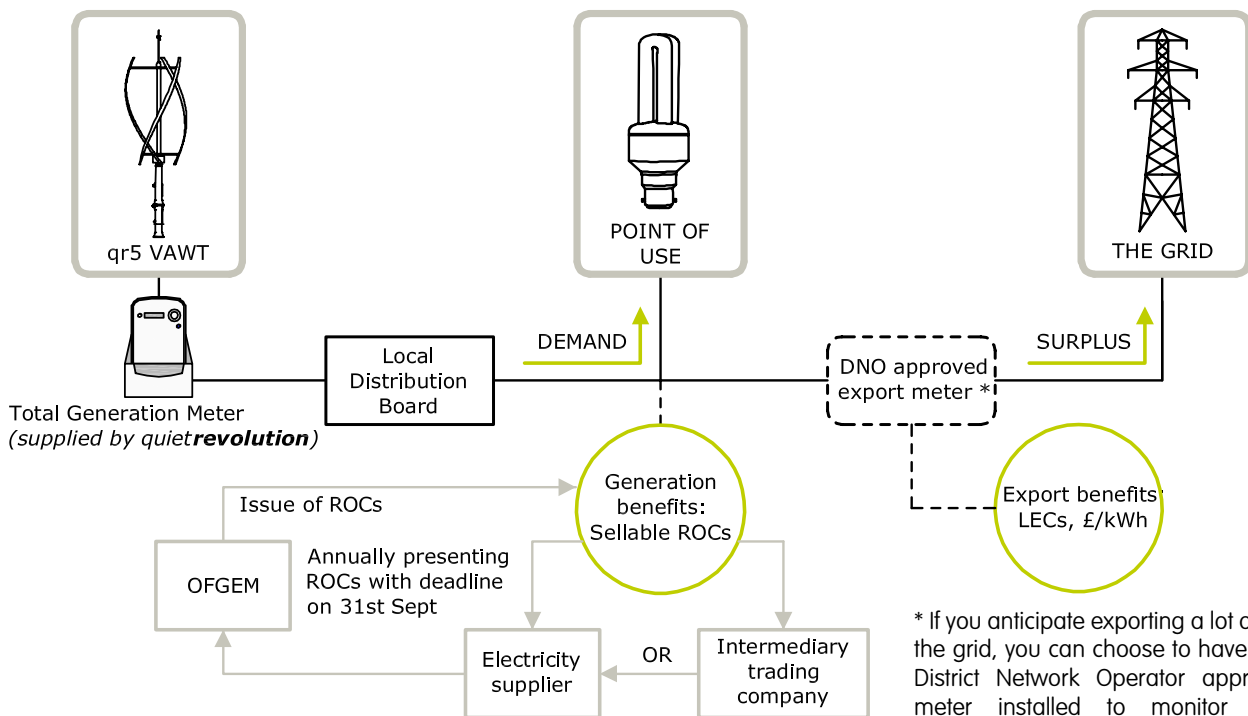 qr5 VAWT
POINT OF
USE
THE GRID
DEMAND
SURPLUS
Local
Distribution
Board
DNO approved
export meter *
Total Generation Meter
(supplied by quietrevolution)
Generation
benefits:
Sellable ROCs
Export benefits
LECs, £/kWh
Issue of ROCs
OFGEM
Annually presenting
ROCs with deadline
on 31st Sept
Electricity
supplier
OR
Intermediary
trading
company
* If you anticipate exporting a lot
the grid, you can choose to have
District Network Operator
meter installed to monitor